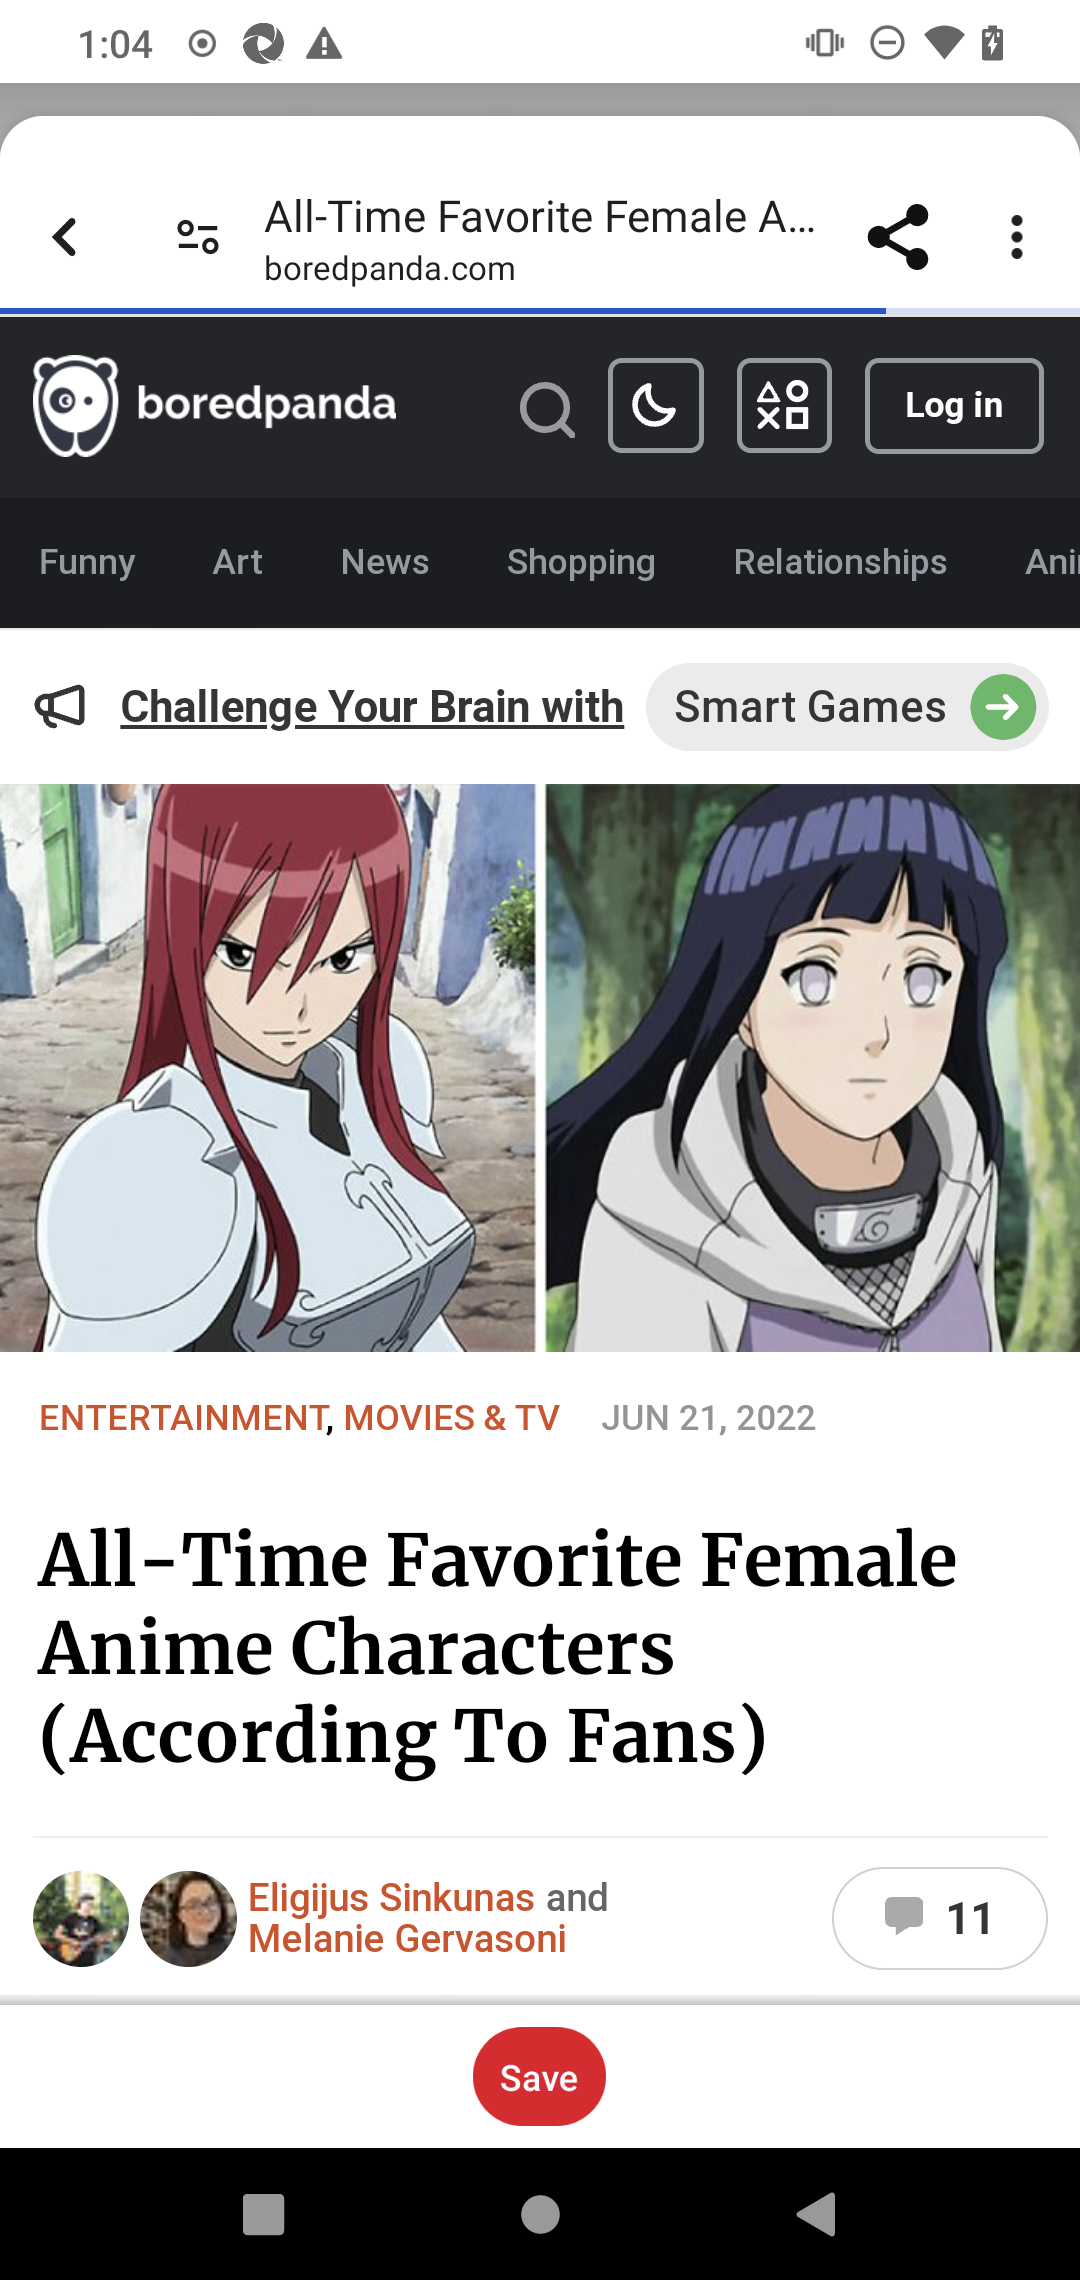 1:04
All-Time Favorite Female A...
boredpanda.com
boredpanda
Log in
Funny Art News Shopping Relationships Ani
Challenge Your Brain with Smart Games
ENTERTAINMENT, MOVIES & TV JUN 21, 2022
All-Time Favorite Female
Anime Characters
(According To Fans)
Eligijus Sinkunas and
Melanie Gervasoni
11
Save